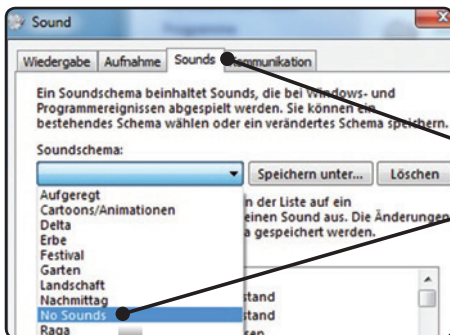 Sound
Wiedergabe Aufnahme Sounds Kommunikation
Ein Soundschema beinhaltet Sounds, die bei Windows- und
Programmereignissen abgespielt werden. Sie können ein
bestehendes Schema wählen oder ein verändertes Schema speichern.
Soundschema:
Speichern unter... Löschen
Aufgeregt
n der Liste auf ein
Cartoons/Animationen
einen Sound aus. Die Änderungen
Delta
a gespeichert werden.
Erbe
Festival
Garten
Landschaft
Nachmittag
stand
No Sounds
stand
Raga
sen